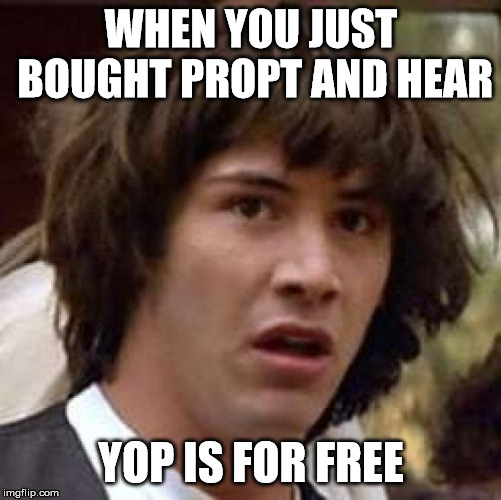 WHEN YOU JUST
BOUGHT PROPT AND HEAR
YOP IS FOR FREE
imgflip.com